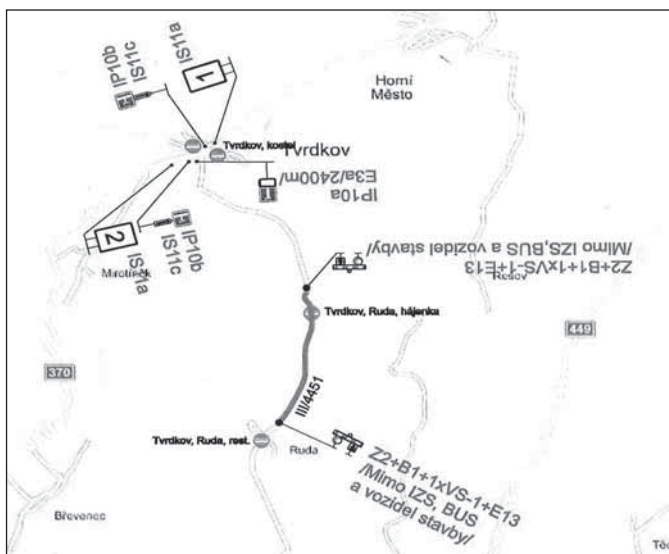 IP10b
IS11c
IS11a
1
Horní
Město
Tvrdkov, kostel
Tvrdkov
IP10a
E3a/2400m/
2
IP10b
IS11c
IS11a
Mirotínek
Z2+B1+1xVS-1+E13
/Mimo IZS,BUS a vozidel stavby/
Rešov
Tvrdkov, Ruda, hájenka
449
370
III/4451
Tvrdkov, Ruda, rest.
Ruda
Z2+B1+1xVS-1+E13
/Mimo IZS, BUS
a vozidel stavby/
Břevenec